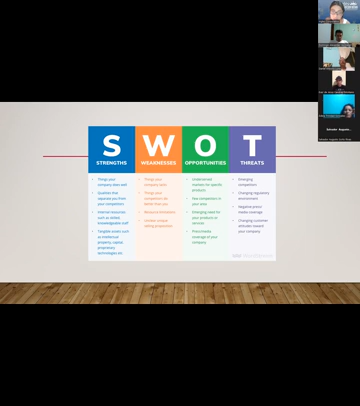 S W O T
STRENGTHS
WEAKNESSES
OPPORTUNITIES
THREATS
Things your
company does well
Qualities that
separate you from
your competitors
Internal resources
such as skilled,
knowledgeable staff
Tangible assets such
as intellectual
property, capital,
proprietary
technologies etc.
Things your
company lacks
Things your
competitors do
better than you
Resource limitations
Unclear unique
selling proposition
Underserved
markets for specific
products
Few competitors in
your area
Emerging need for
your products or
services
Press/media
coverage of your
company
Emerging
competitors
Changing regulatory
environment
Negative press/
media coverage
Changing customer
attitudes toward
your company